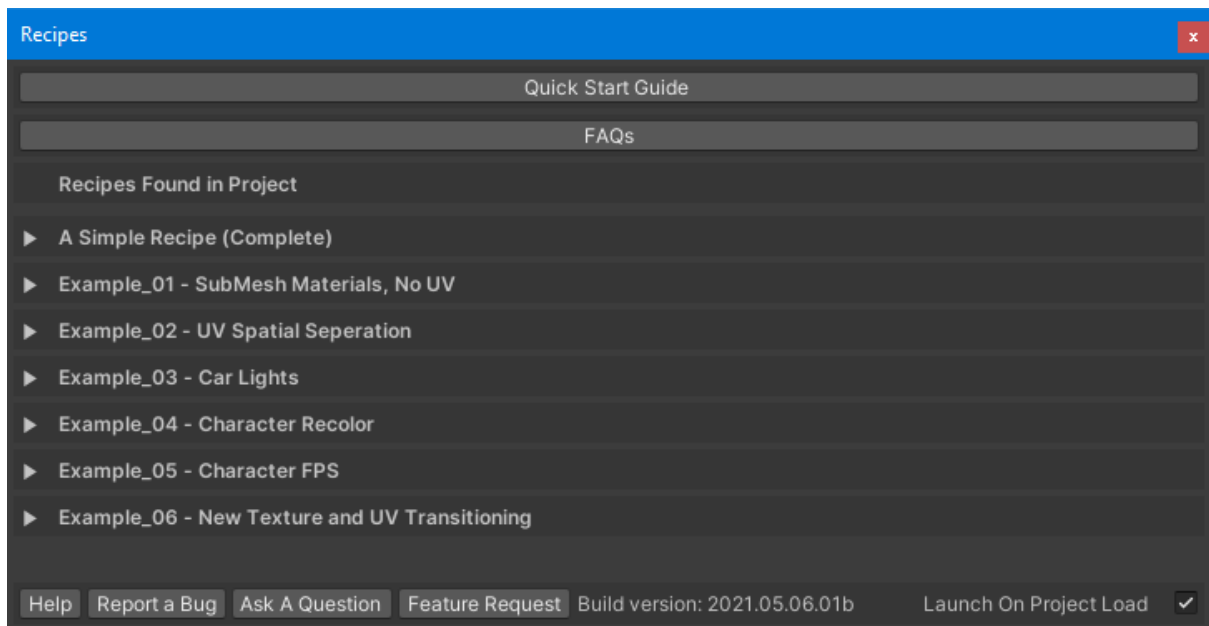 Recipes
x
Quick Start Guide
FAQs
Recipes Found in Project
A Simple Recipe (Complete)
Example_01 - SubMesh Materials, No UV
Example_02 - UV Spatial Seperation
Example_03 - Car Lights
Example_04 - Character Recolor
Example_05 - Character FPS
Example_06 - New Texture and UV Transitioning
Help Report a Bug Ask A Question Feature Request Build version: 2021.05.06.01b Launch On Project Load